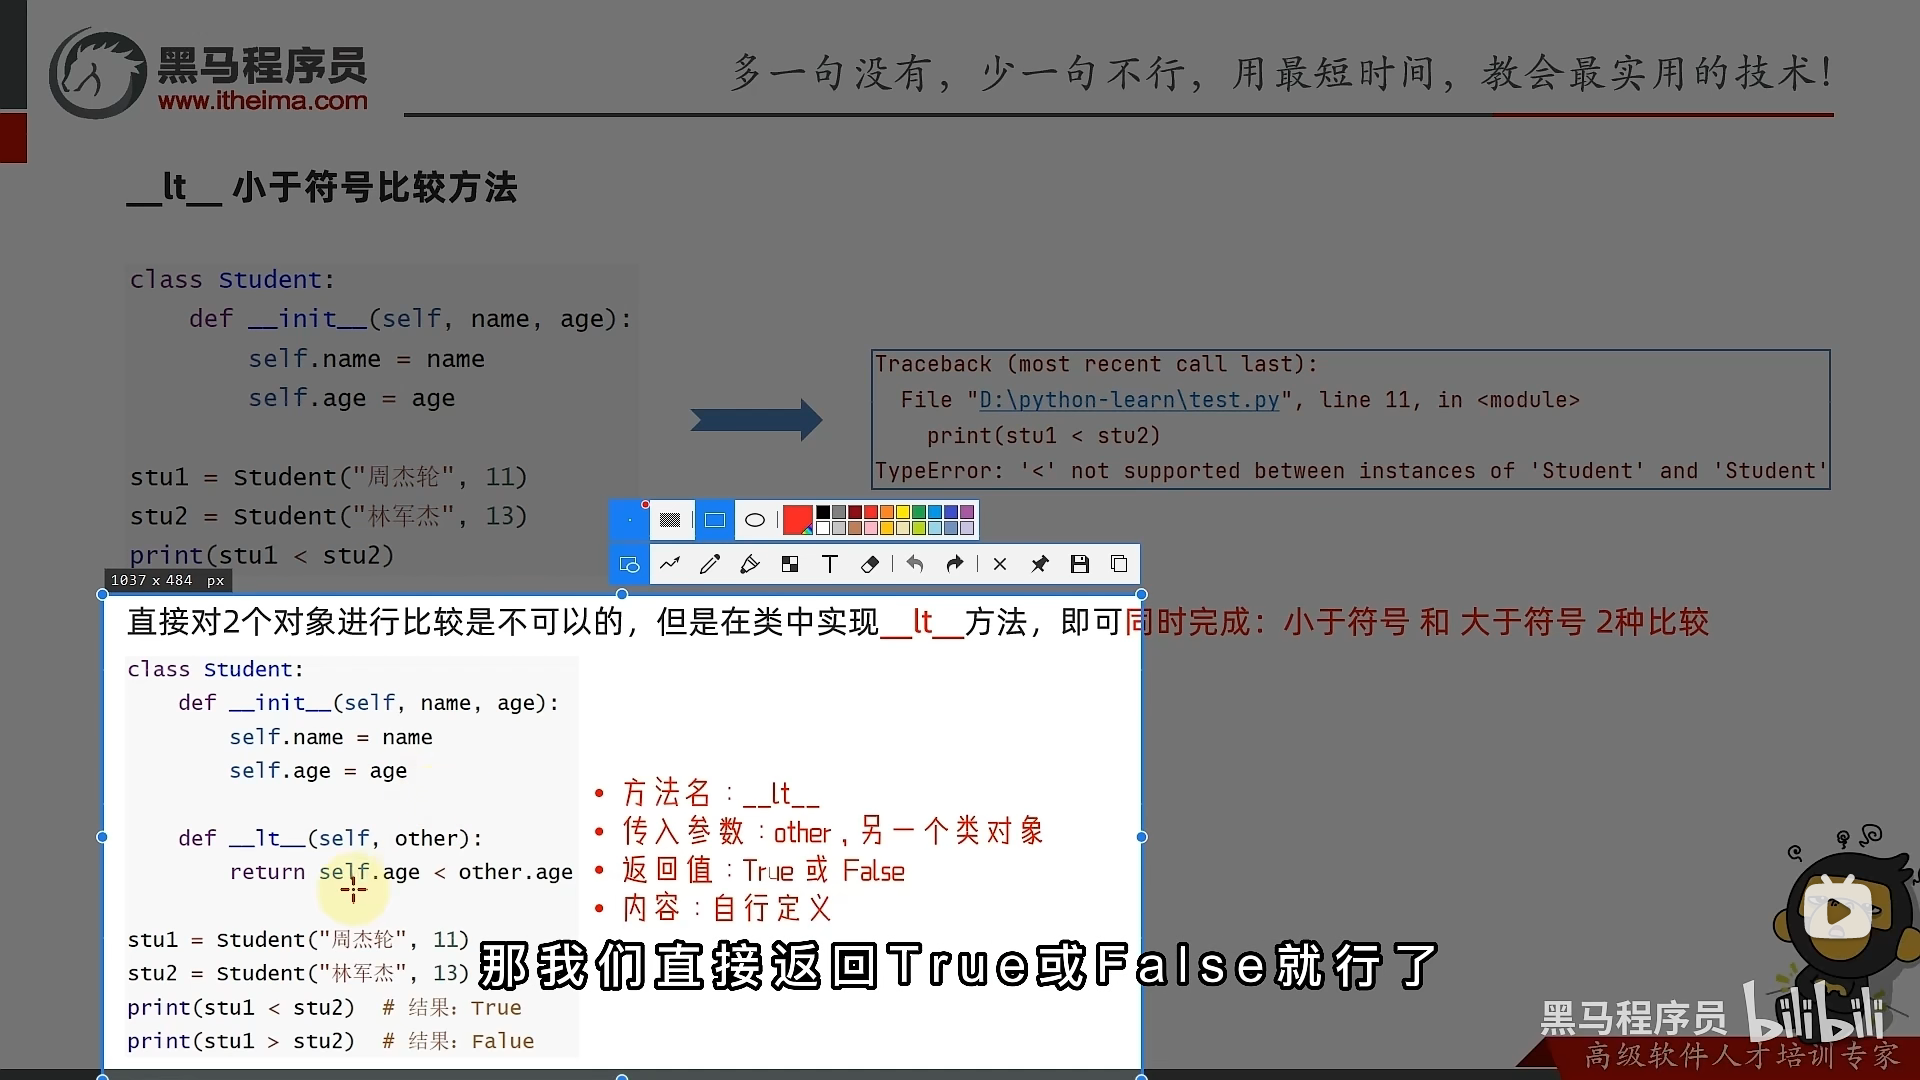 黑马程序员
www.itheima.com
多一句没有，少一句不行，用最短时间，教会最实用的技术！
__lt__ 小于符号比较方法
class Student:
    def __init__(self, name, age):
        self.name = name
        self.age = age
stu1 = Student("周杰轮", 11)
stu2 = Student("林军杰", 13)
print(stu1 < stu2)
Traceback (most recent call last):
  File "D:\python-learn\test.py", line 11, in <module>
    print(stu1 < stu2)
TypeError: '<' not supported between instances of 'Student' and 'Student'
T
1037 x 484 px
直接对2个对象进行比较是不可以的，但是在类中实现__lt__方法，即可同时完成：小于符号 和 大于符号 2种比较
class Student:
    def __init__(self, name, age):
        self.name = name
        self.age = age
    def __lt__(self, other):
        return self.age < other.age
stu1 = Student("周杰轮", 11)
stu2 = Student("林军杰", 13)
print(stu1 < stu2)  # 结果：True
print(stu1 > stu2)  # 结果：Falue
• 方法名：__lt__
• 传入参数：other，另一个类对象
• 返回值：True 或 False
• 内容：自行定义
那我们直接返回True或False就行了
黑马程序员 bilibili
高级软件人才培训专家